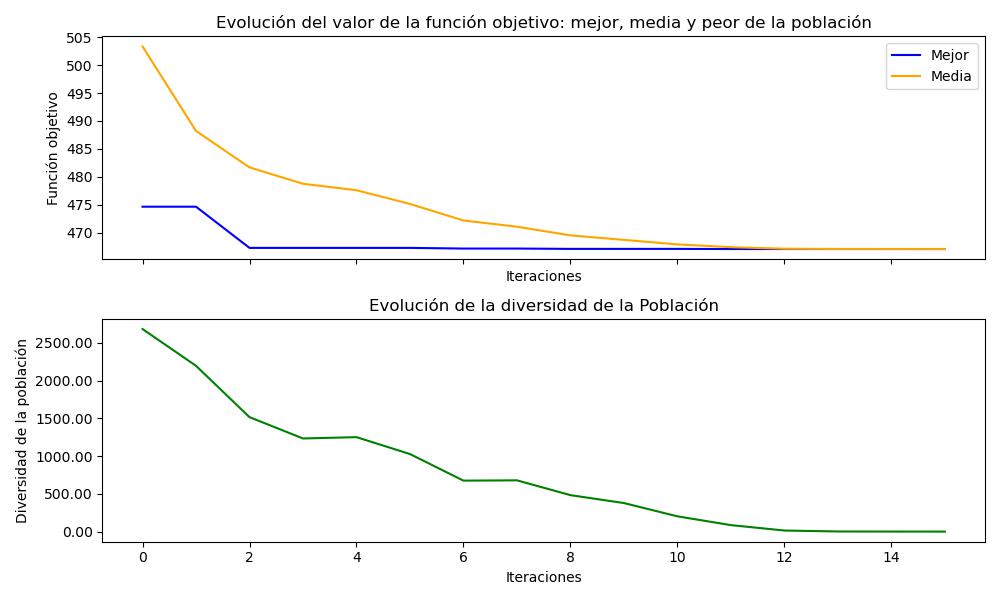 Evolución del valor de la función objetivo: mejor, media y peor de la población
505
500
495
490
485
480
475
470
Función objetivo
Mejor
Media
Iteraciones
Evolución de la diversidad de la Población
2500.00
2000.00
1500.00
1000.00
500.00
0.00
Diversidad de la población
0 2 4 6 8 10 12 14
Iteraciones